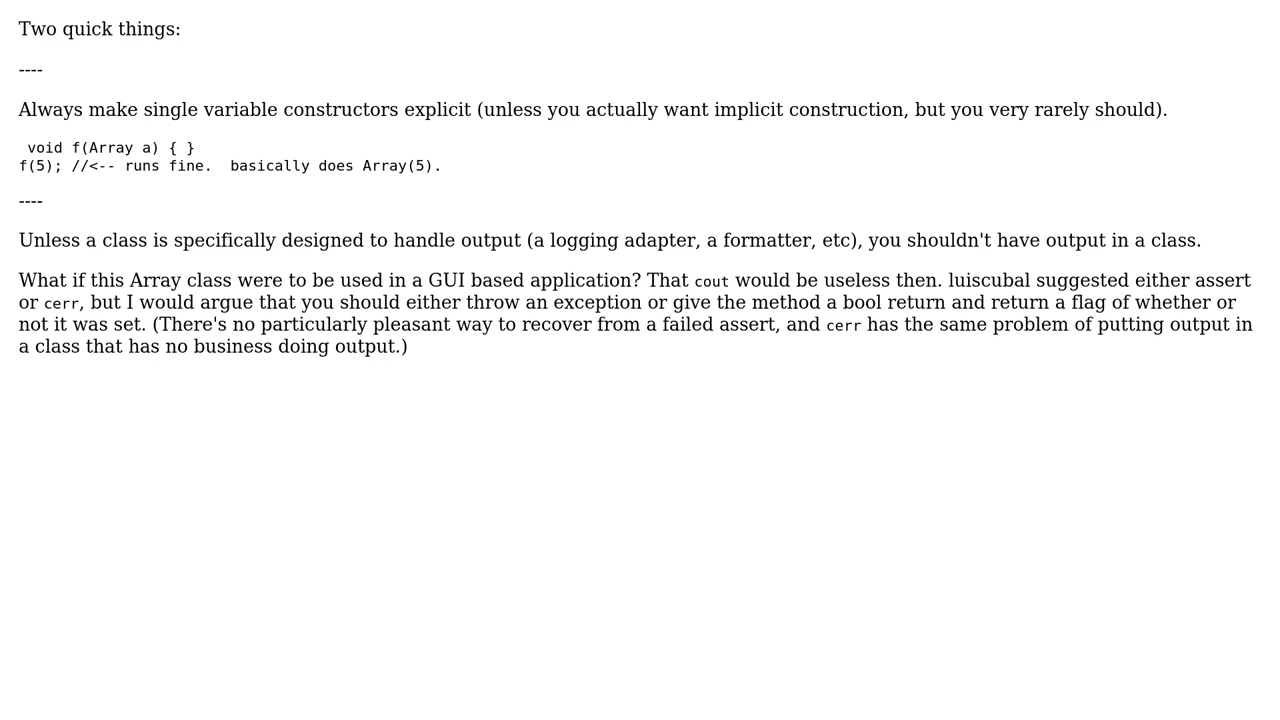 Two quick things:
----
Always make single variable constructors explicit (unless you actually want implicit construction, but you very rarely should).
void f(Array a) { }
f(5); //<-- runs fine.  basically does Array(5).
----
Unless a class is specifically designed to handle output (a logging adapter, a formatter, etc), you shouldn't have output in a class.
What if this Array class were to be used in a GUI based application? That cout would be useless then. luiscubal suggested either assert
or cerr, but I would argue that you should either throw an exception or give the method a bool return and return a flag of whether or
not it was set. (There's no particularly pleasant way to recover from a failed assert, and cerr has the same problem of putting output in
a class that has no business doing output.)